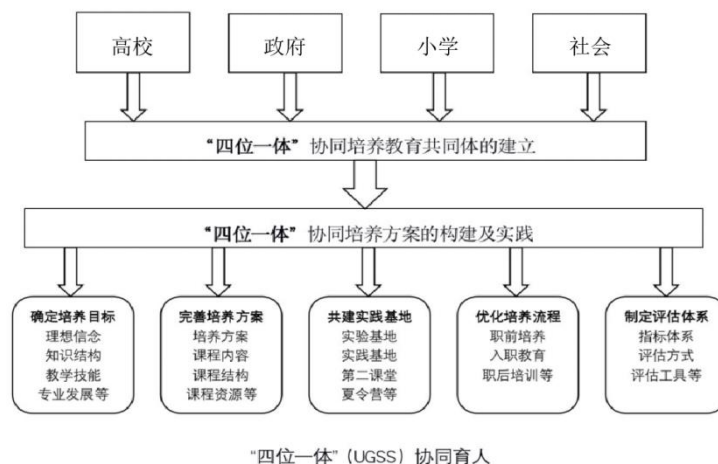 高校
政府
小学
社会
“四位一体”协同培养教育共同体的建立
“四位一体”协同培养方案的构建及实践
确定培养目标
理想信念
知识结构
教学技能
专业发展等
完善培养方案
培养方案
课程内容
课程结构
课程资源等
共建实践基地
实验基地
实践基地
第二课堂
夏令营等
优化培养流程
职前培养
入职教育
职后培训等
制定评估体系
指标体系
评估方式
评估工具等
“四位一体”(UGSS)协同育人